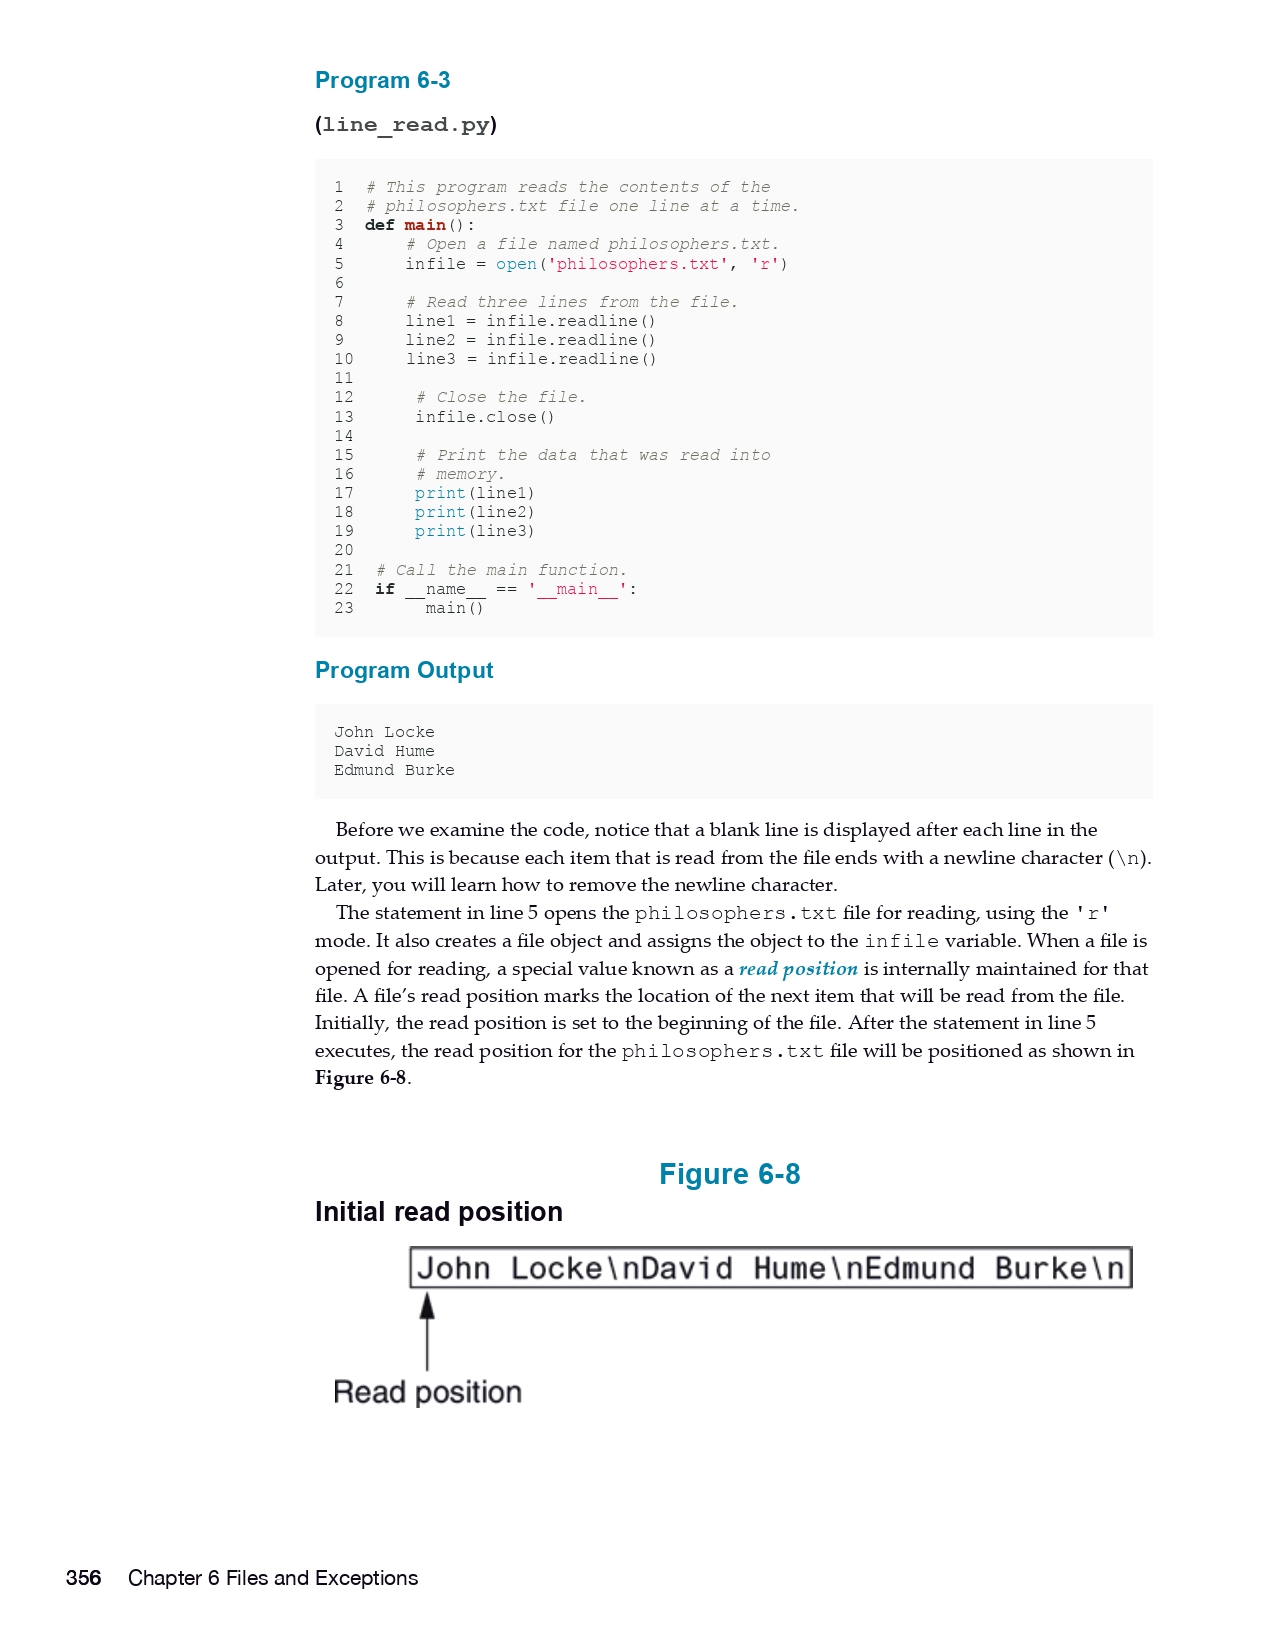 Program 6-3
(line_read.py)
1 # This program reads the contents of the
2 # philosophers.txt file one line at a time.
3 def main():
4     # Open a file named philosophers.txt.
5     infile = open('philosophers.txt', 'r')
6
7     # Read three lines from the file.
8     line1 = infile.readline()
9     line2 = infile.readline()
10     line3 = infile.readline()
11
12     # Close the file.
13     infile.close()
14
15     # Print the data that was read into
16     # memory.
17     print(line1)
18     print(line2)
19     print(line3)
20
21 # Call the main function.
22 if __name__ == '__main__':
23     main()
Program Output
John Locke
David Hume
Edmund Burke
Before we examine the code, notice that a blank line is displayed after each line in the
output. This is because each item that is read from the file ends with a newline character (\n).
Later, you will learn how to remove the newline character.
The statement in line 5 opens the philosophers.txt file for reading, using the 'r'
mode. It also creates a file object and assigns the object to the infile variable. When a file is
opened for reading, a special value known as a read position is internally maintained for that
file. A file’s read position marks the location of the next item that will be read from the file.
Initially, the read position is set to the beginning of the file. After the statement in line 5
executes, the read position for the philosophers.txt file will be positioned as shown in
Figure 6-8.
Figure 6-8
Initial read position
John Locke\nDavid Hume\nEdmund Burke\n
Read position
356 Chapter 6 Files and Exceptions